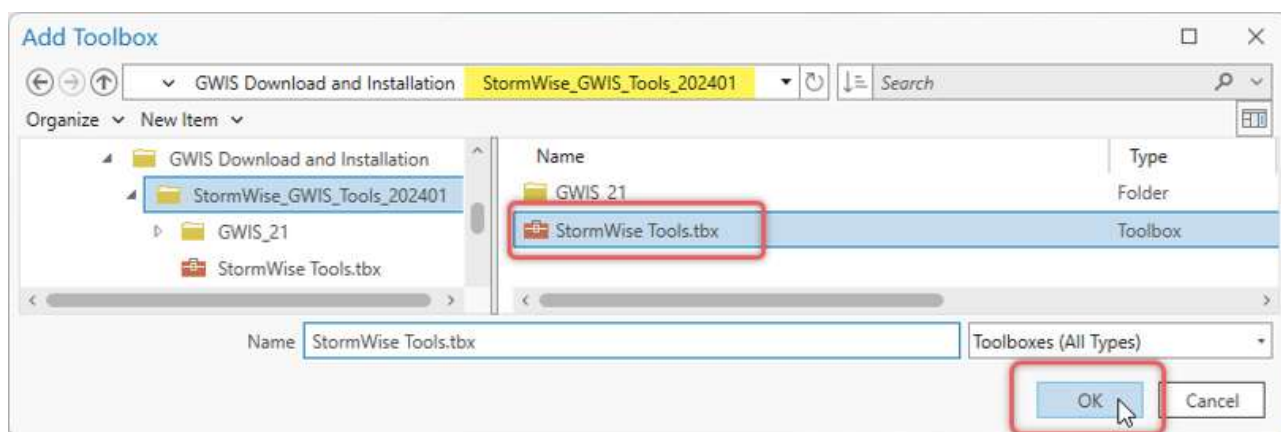 Add Toolbox
GWIS Download and Installation StormWise_GWIS_Tools_202401 Search
Organize New Item
GWIS Download and Installation
StormWise_GWIS_Tools_202401
GWIS_21
StormWise Tools.tbx
Name Type
GWIS_21 Folder
StormWise Tools.tbx Toolbox
Name StormWise Tools.tbx Toolboxes (All Types)
OK Cancel